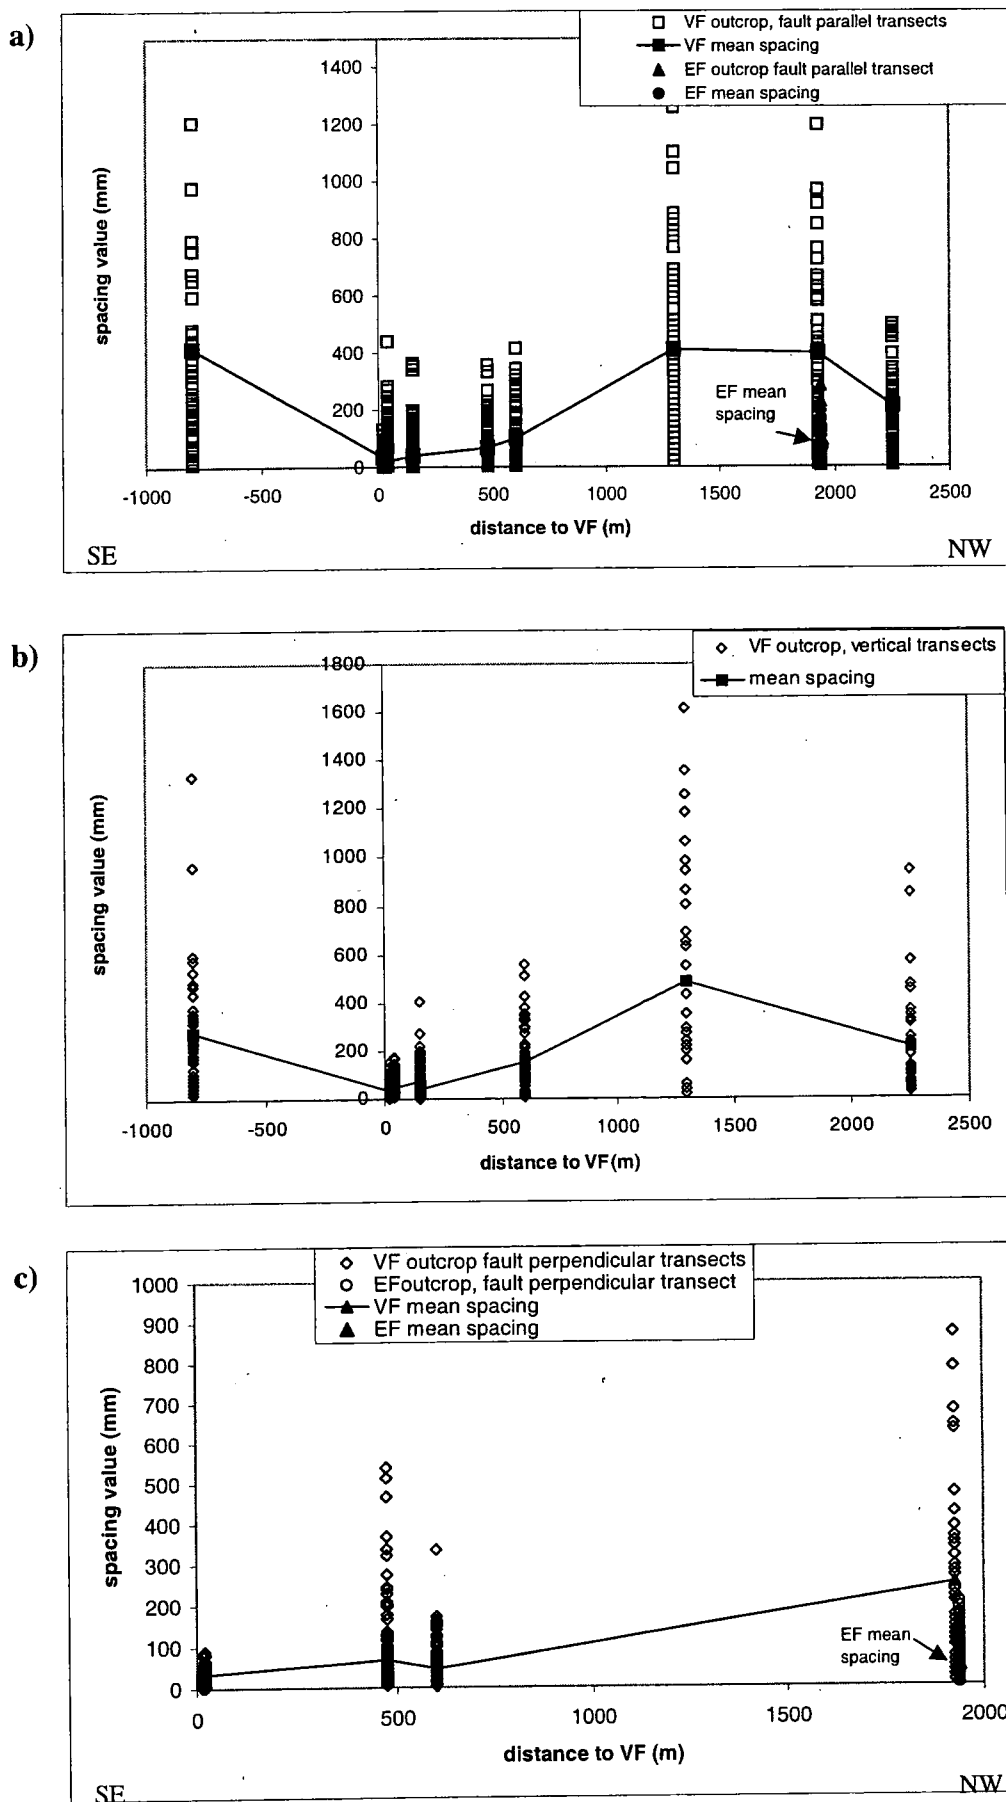 a)
VF outcrop, fault parallel transects
VF mean spacing
EF outcrop fault parallel transect
EF mean spacing
1400
1200
1000
800
600
400
200
0
spacing value (mm)
EF mean
spacing
-1000
-500
0
500
1000
1500
2000
2500
distance to VF (m)
SE
NW
b)
VF outcrop, vertical transects
mean spacing
1800
1600
1400
1200
1000
800
600
400
200
0
spacing value (mm)
-1000
-500
0
500
1000
1500
2000
2500
distance to VF (m)
c)
VF outcrop fault perpendicular transects
EFoutcrop, fault perpendicular transect
VF mean spacing
EF mean spacing
1000
900
800
700
600
500
400
300
200
100
0
spacing value (mm)
EF mean
spacing
0
500
1000
1500
2000
distance to VF (m)
SE
NW